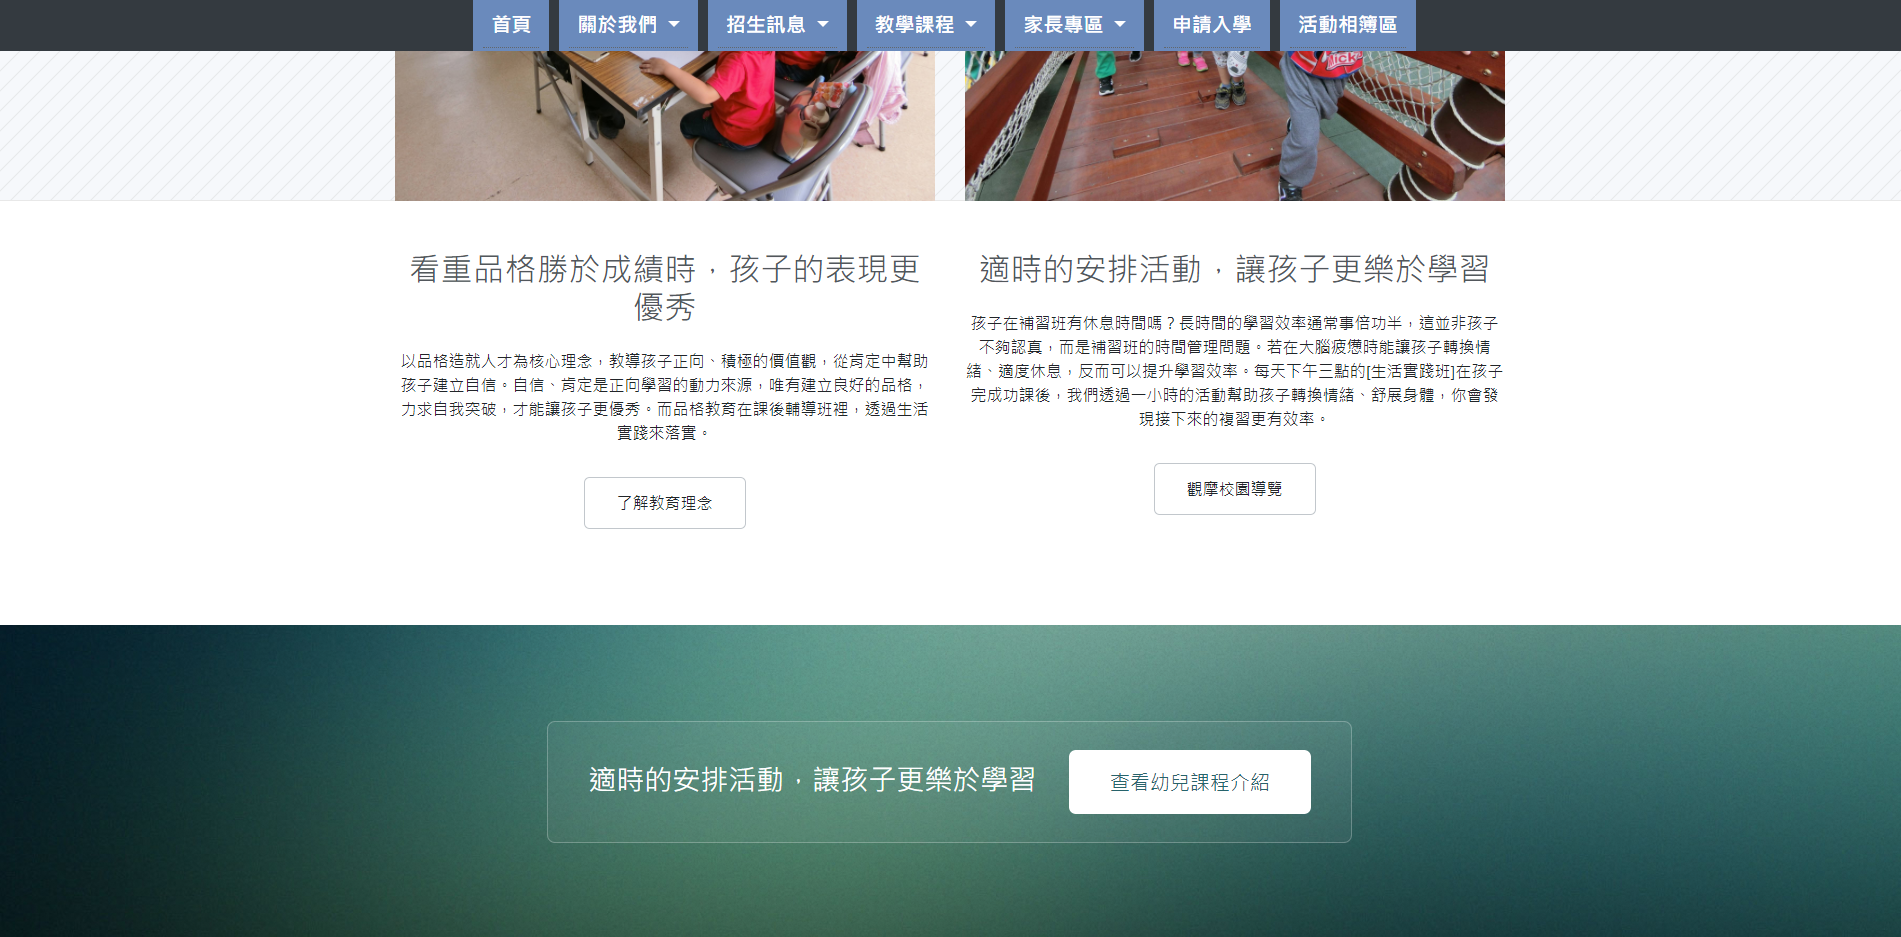 首頁
關於我們
招生訊息
教學課程
家長專區
申請入學
活動相簿區
看重品格勝於成績時，孩子的表現更
優秀
以品格造就人才為核心理念，教導孩子正向、積極的價值觀，從肯定中幫助
孩子建立自信。自信、肯定是正向學習的動力來源，唯有建立良好的品格，
力求自我突破，才能讓孩子更優秀。而品格教育在課後輔導班裡，透過生活
實踐來落實。
了解教育理念
適時的安排活動，讓孩子更樂於學習
孩子在補習班有休息時間嗎？長時間的學習效率通常事倍功半，這並非孩子
不夠認真，而是補習班的時間管理問題。若在大腦疲憊時能讓孩子轉換情
緒、適度休息，反而可以提升學習效率。每天下午三點的[生活實踐班]在孩子
完成功課後，我們透過一小時的活動幫助孩子轉換情緒、舒展身體，你會發
現接下來的複習更有效率。
觀摩校園導覽
適時的安排活動，讓孩子更樂於學習
查看幼兒課程介紹